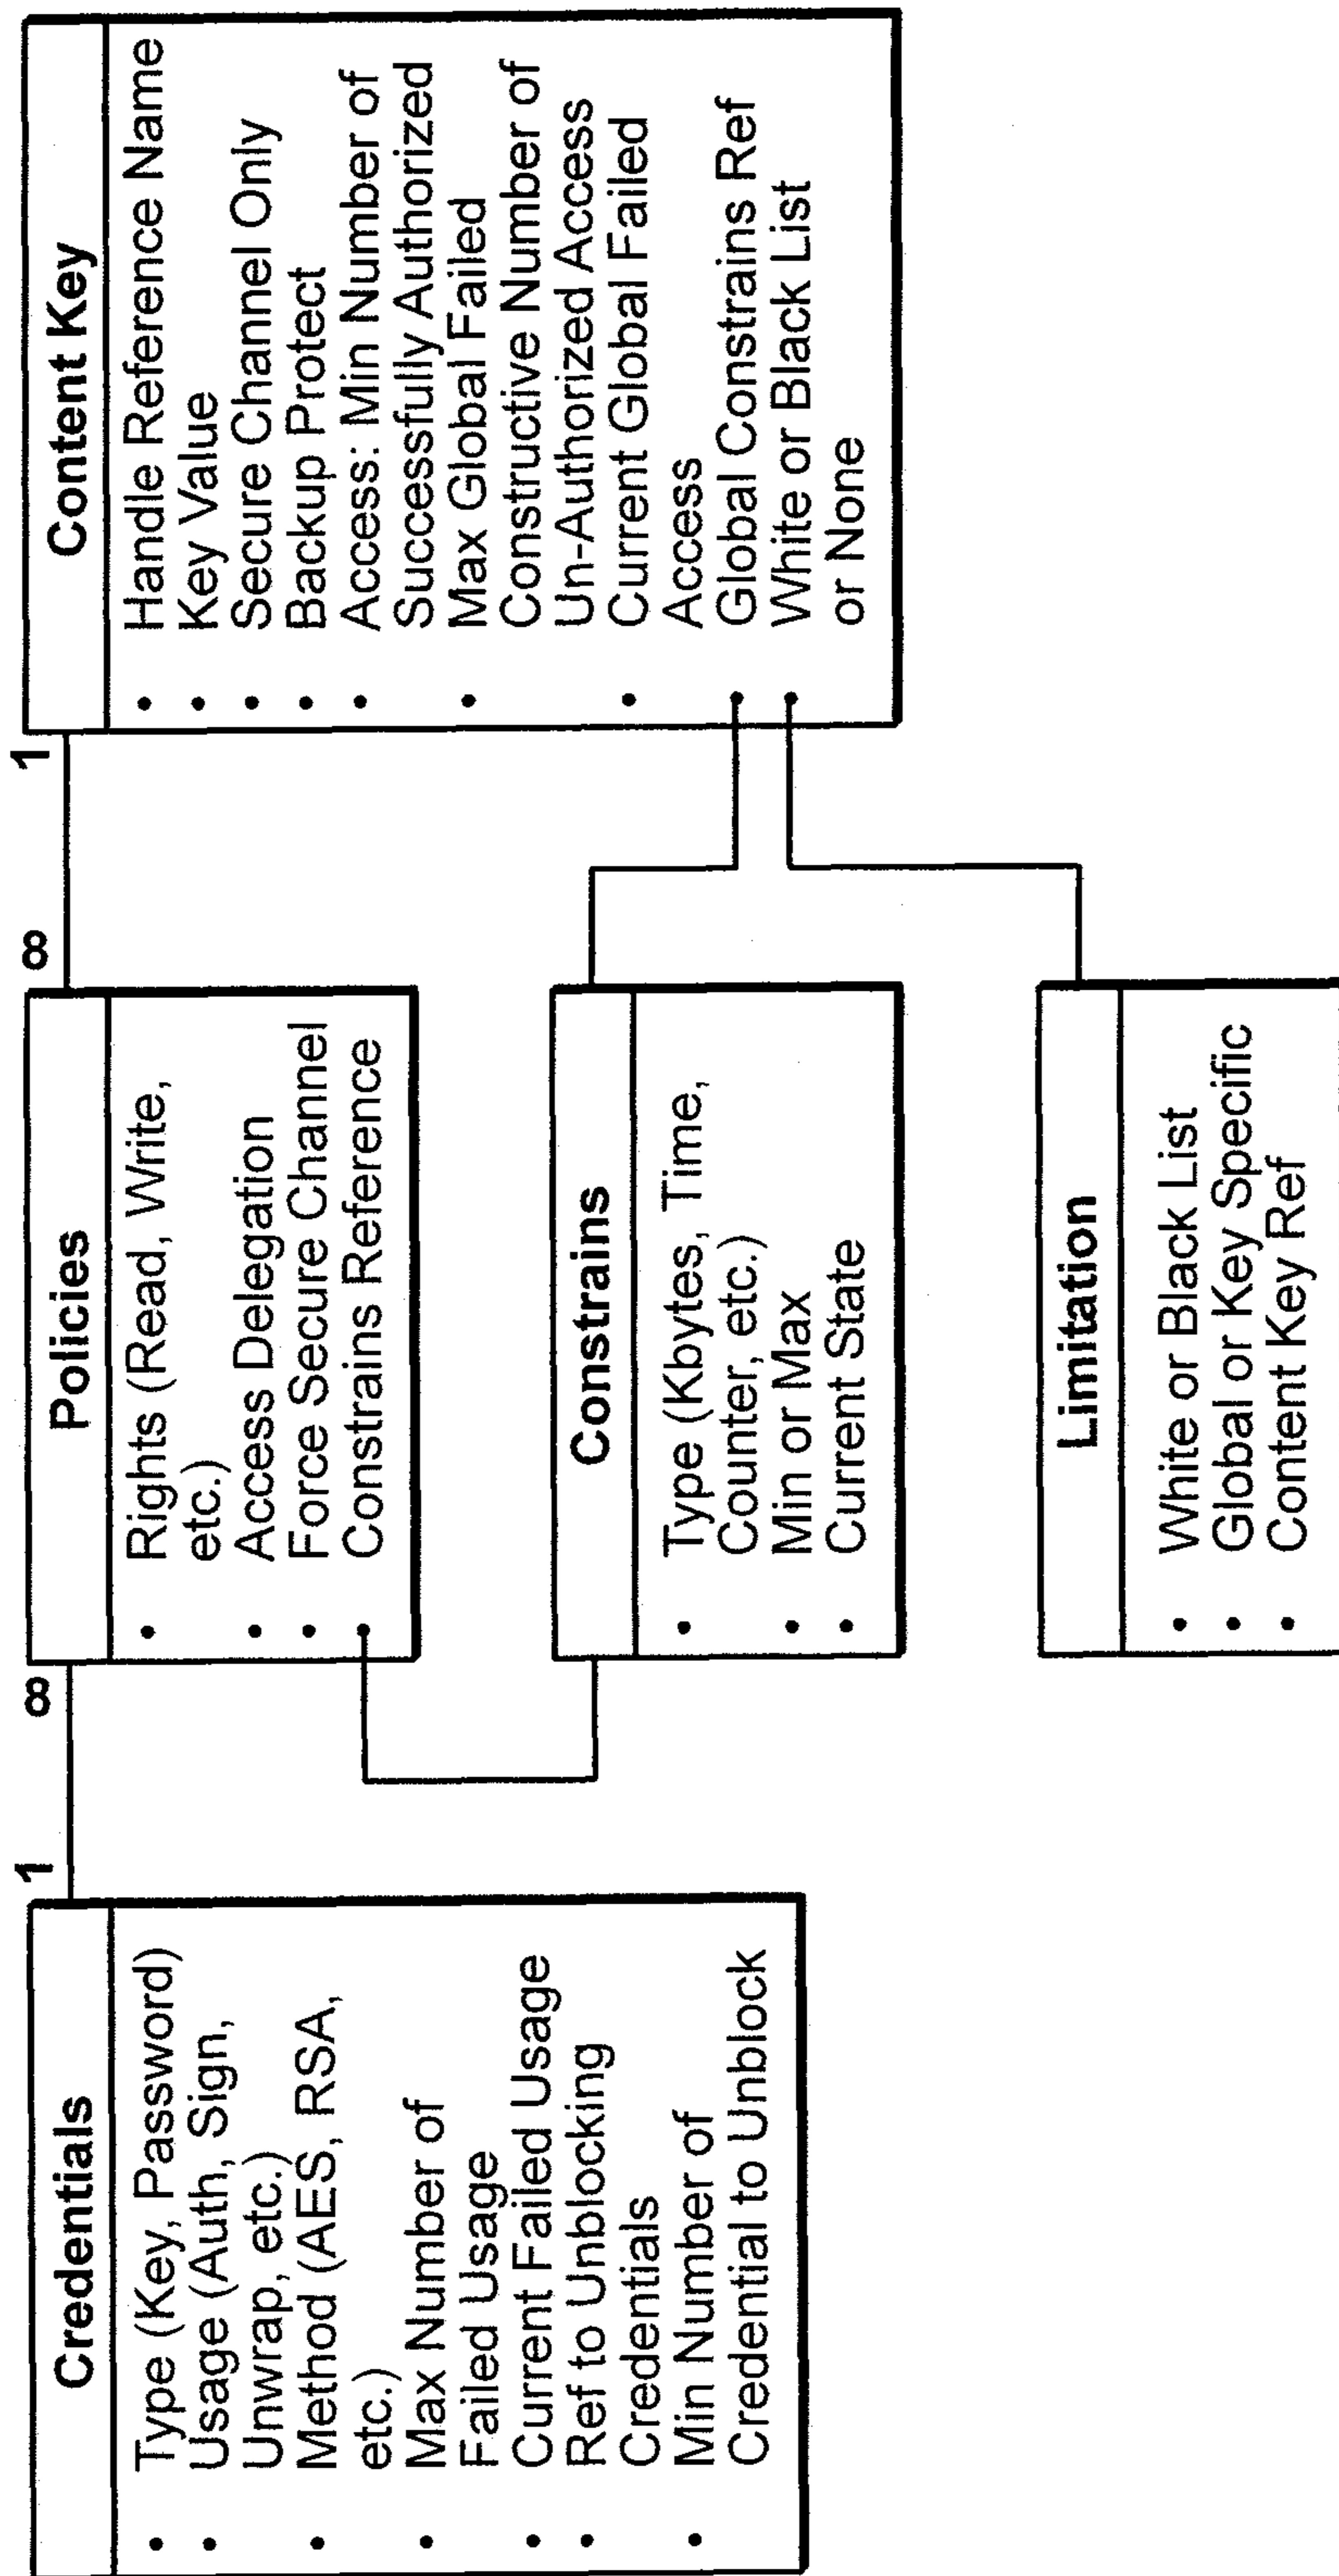 Credentials
• Type (Key, Password)
• Usage (Auth, Sign,
Unwrap, etc.)
• Method (AES, RSA,
etc.)
• Max Number of
Failed Usage
• Current Failed Usage
• Ref to Unblocking
Credentials
• Min Number of
Credential to Unblock
1
8
Policies
• Rights (Read, Write,
etc.)
• Access Delegation
• Force Secure Channel
• Constrains Reference
8
1
Constrains
• Type (Kbytes, Time,
Counter, etc.)
• Min or Max
• Current State
Limitation
• White or Black List
• Global or Key Specific
• Content Key Ref
Content Key
• Handle Reference Name
• Key Value
• Secure Channel Only
• Backup Protect
• Access: Min Number of
Successfully Authorized
• Max Global Failed
Constructive Number of
Un-Authorized Access
• Current Global Failed
Access
• Global Constrains Ref
• White or Black List
or None